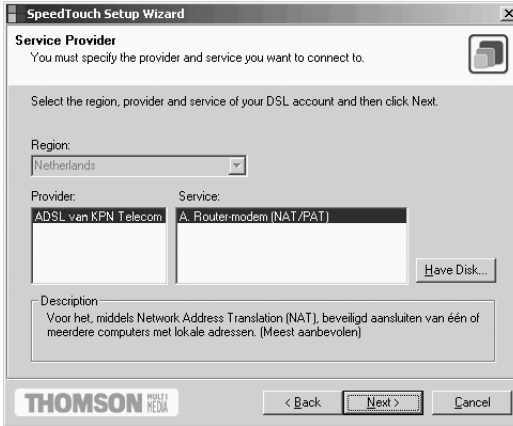 SpeedTouch Setup Wizard
Service Provider
You must specify the provider and service you want to connect to.
Select the region, provider and service of your DSL account and then click Next.
Region:
Netherlands
Provider:
Service:
ADSL van KPN Telecom
A. Router-modem (NAT/PAT)
Have Disk...
Description
Voor het, middels Network Address Translation (NAT), beveiligd aansluiten van één of
meerdere computers met lokale adressen. (Meest aanbevolen)
THOMSON MULTI MEDIA
< Back
Next >
Cancel